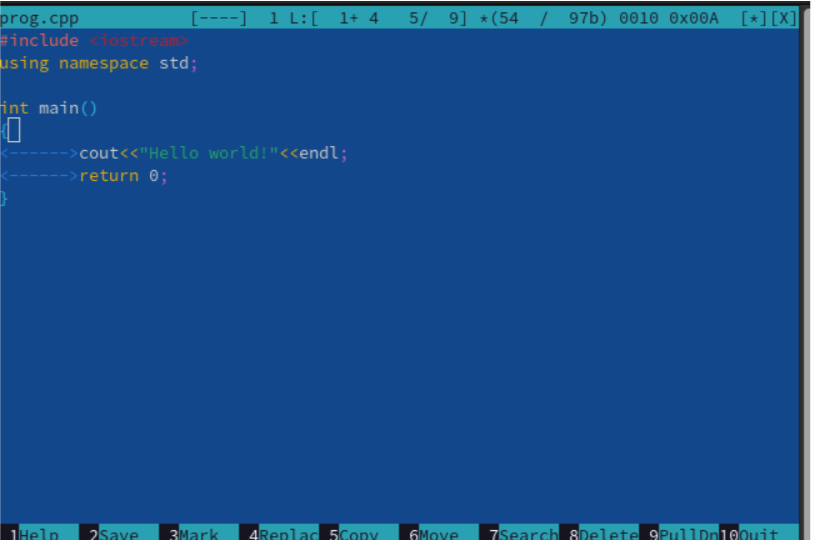 prog.cpp [----] 1 L:[ 1+ 4 5/ 9] *(54 / 97b) 0010 0x00A [*][X]
#include <iostream>
using namespace std;
int main()
{
<------>cout<<"Hello world!"<<endl;
<------>return 0;
}
1Help 2Save 3Mark 4Replac 5Copy 6Move 7Search 8Delete 9PullDn 10Quit